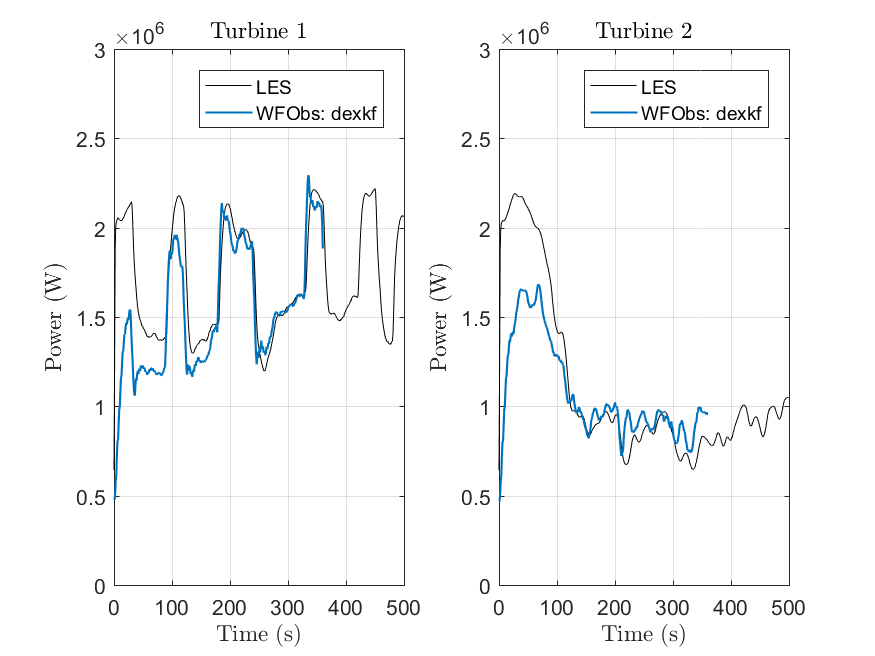 ×10⁶ Turbine 1
LES
WFObs: dexkf
3
2.5
2
1.5
1
0.5
0
Power (W)
0 100 200 300 400 500
Time (s)
×10⁶ Turbine 2
LES
WFObs: dexkf
3
2.5
2
1.5
1
0.5
0
Power (W)
0 100 200 300 400 500
Time (s)